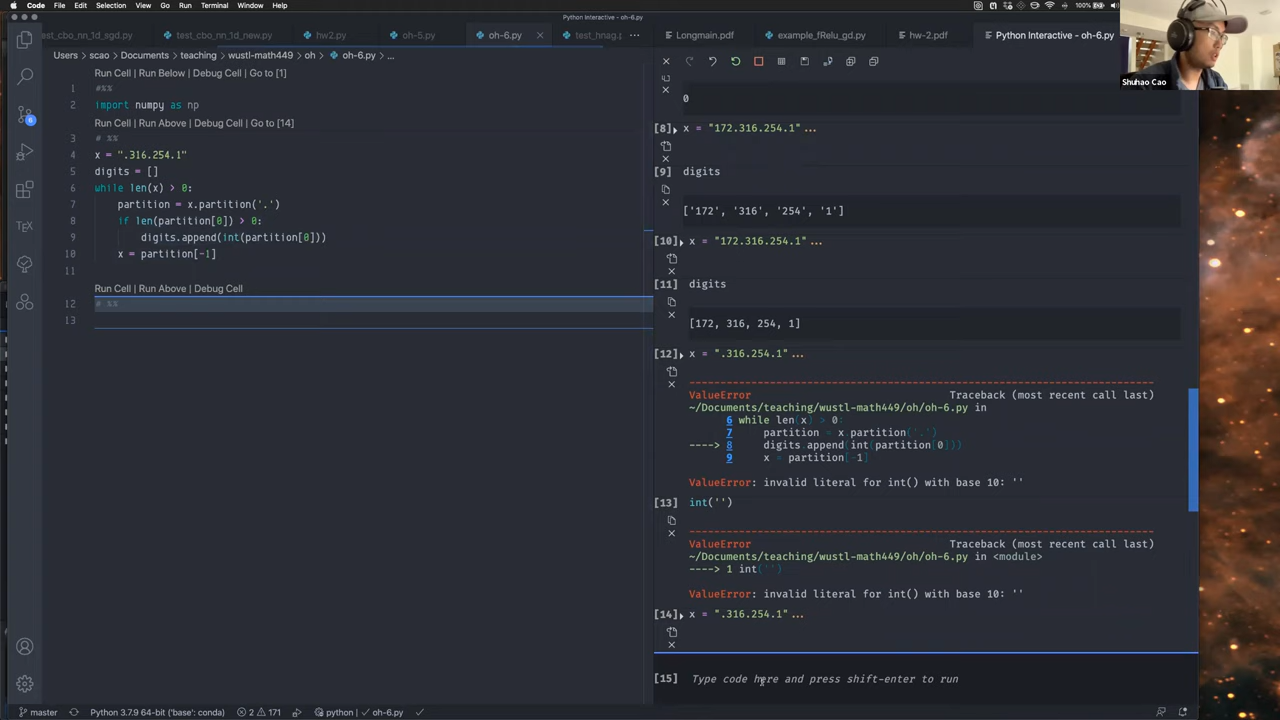 Code File Edit Selection View Go Run Terminal Window Help
Python Interactive - oh-6.py
test_cbo_nn_1d_sgd.py test_cbo_nn_1d_new.py hw2.py oh-5.py oh-6.py test_hnag.p ... Longmain.pdf example_fRelu_gd.py hw-2.pdf Python Interactive - oh-6.py
Shuhao Cao
Users > scao > Documents > teaching > wustl-math449 > oh > oh-6.py > ...
Run Cell | Run Below | Debug Cell | Go to [1]
1 #%%
2 import numpy as np
Run Cell | Run Above | Debug Cell | Go to [14]
3 # %%
4 x = ".316.254.1"
5 digits = []
6 while len(x) > 0:
7 partition = x.partition('.')
8 if len(partition[0]) > 0:
9 digits.append(int(partition[0]))
10 x = partition[-1]
11
Run Cell | Run Above | Debug Cell
12 # %%
13
TEX
6
0
[8] x = "172.316.254.1"...
[9] digits
['172', '316', '254', '1']
[10] x = "172.316.254.1"...
[11] digits
[172, 316, 254, 1]
[12] x = ".316.254.1"...
ValueError Traceback (most recent call last)
~/Documents/teaching/wustl-math449/oh/oh-6.py in
6 while len(x) > 0:
7 partition = x.partition('.')
----> 8 digits.append(int(partition[0]))
9 x = partition[-1]
ValueError: invalid literal for int() with base 10: ''
[13] int('')
ValueError Traceback (most recent call last)
~/Documents/teaching/wustl-math449/oh/oh-6.py in <module>
----> 1 int('')
ValueError: invalid literal for int() with base 10: ''
[14] x = ".316.254.1"...
[15] Type code here and press shift-enter to run
master Python 3.7.9 64-bit ('base': conda) 2 171 python | oh-6.py